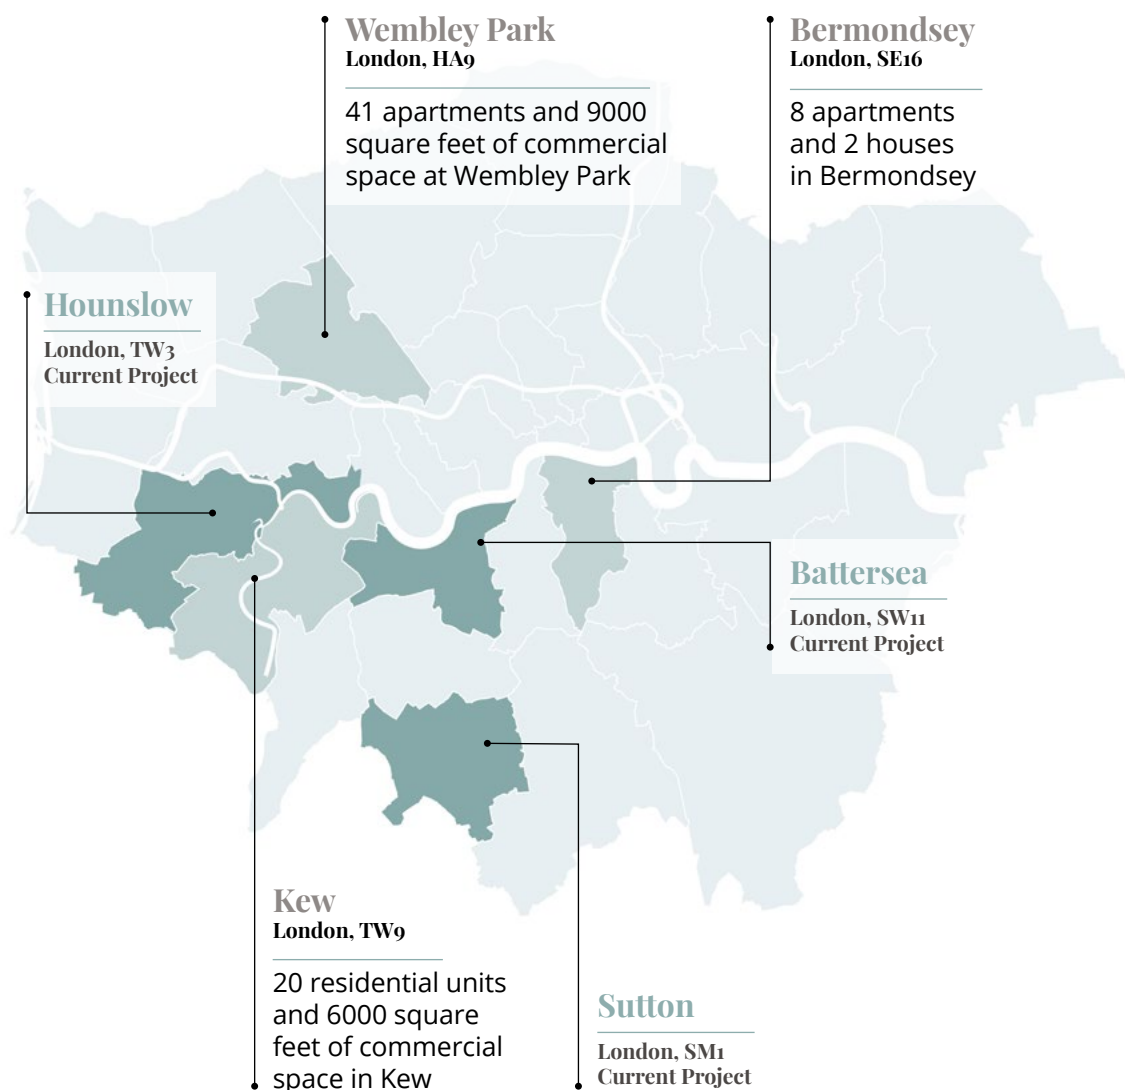 Wembley Park
London, HA9
41 apartments and 9000
square feet of commercial
space at Wembley Park
Bermondsey
London, SE16
8 apartments
and 2 houses
in Bermondsey
Hounslow
London, TW3
Current Project
Battersea
London, SW11
Current Project
Kew
London, TW9
20 residential units
and 6000 square
feet of commercial
space in Kew
Sutton
London, SM1
Current Project